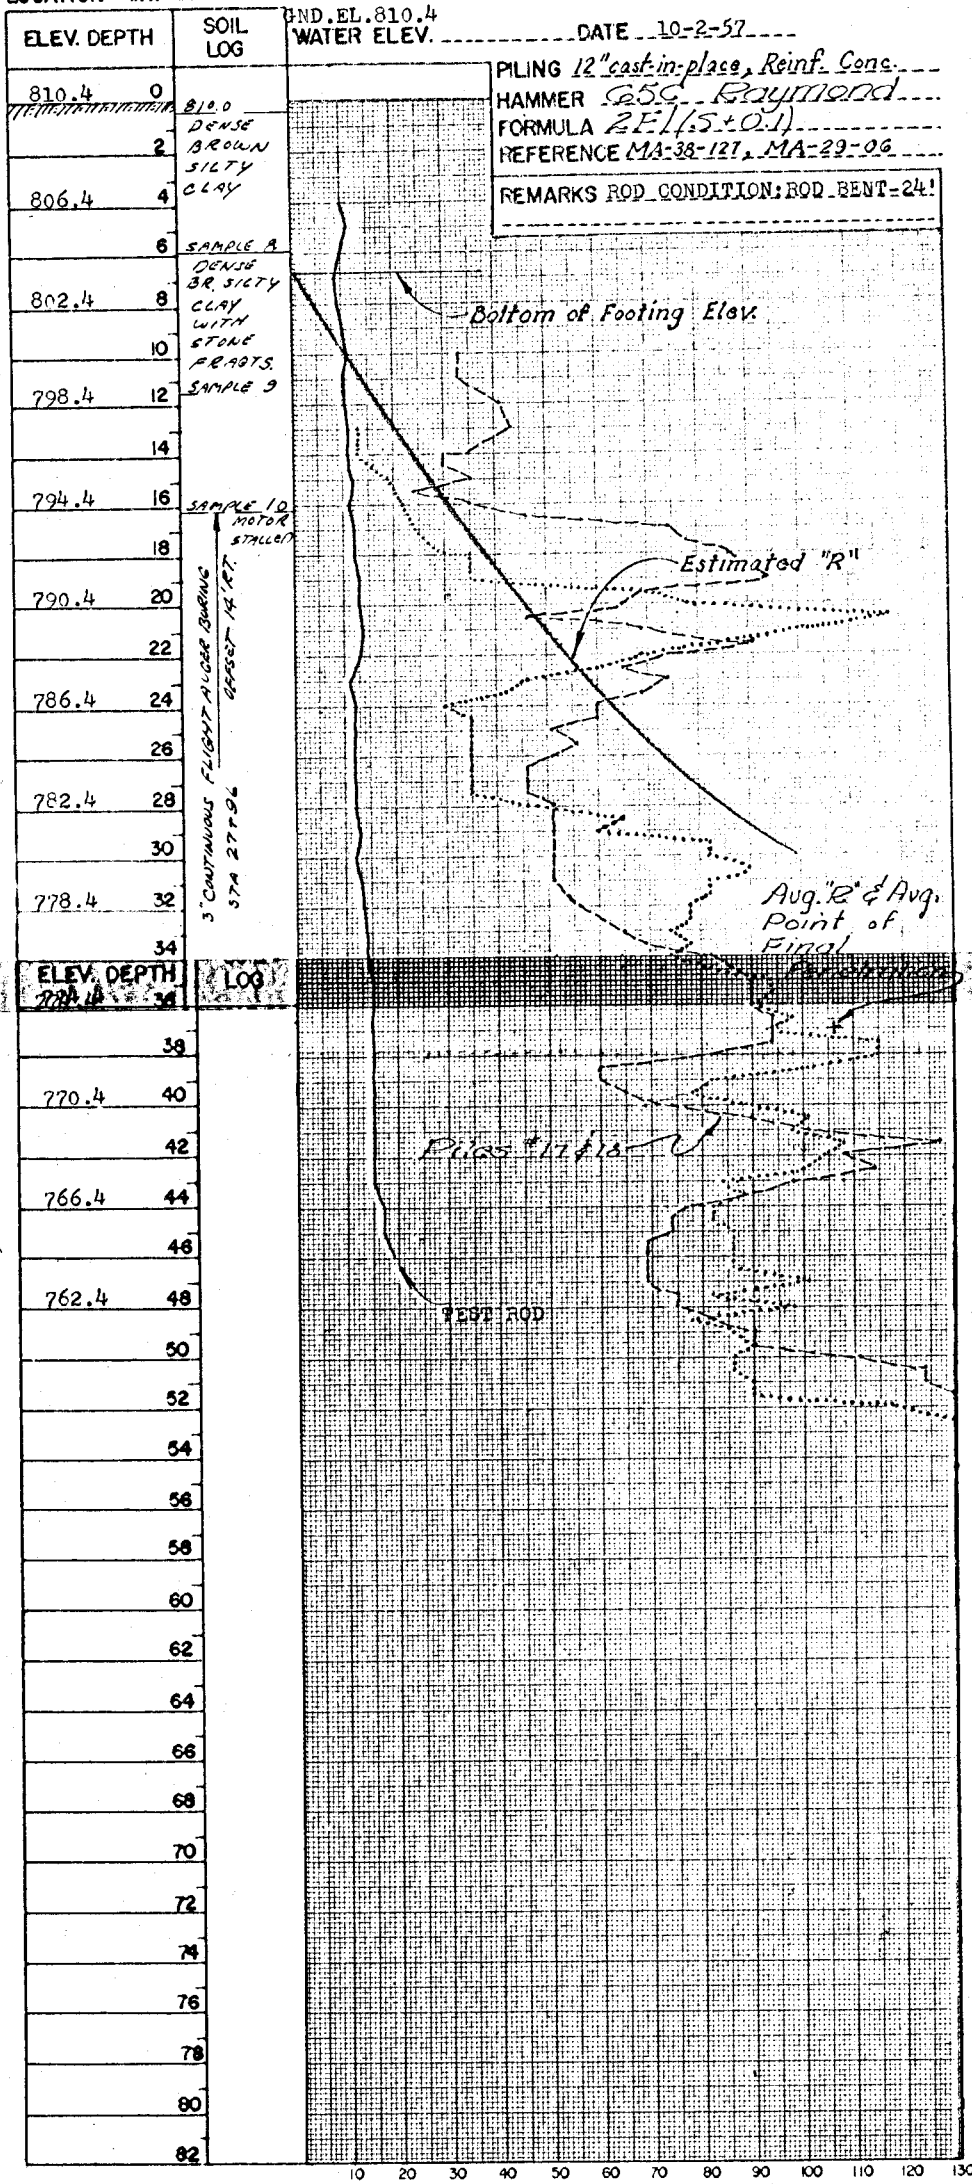 GND.EL.810.4
WATER ELEV. DATE 10-2-57
ELEV. DEPTH
SOIL
LOG
PILING 12"cast-in-place, Reinf. Conc.
HAMMER 65C Raymond
FORMULA 2E/(S+0.1)
REFERENCE MA-38-127, MA-29-06
REMARKS ROD CONDITION: ROD BENT-24'
810.4 0
810.0
DENSE
BROWN
SILTY
CLAY
2
806.4 4
6
SAMPLE 8
DENSE
BR. SILTY
CLAY
WITH
STONE
FRAGTS.
SAMPLE 9
802.4 8
Bottom of Footing Elev.
10
798.4 12
14
794.4 16
SAMPLE 10
MOTOR
STALLED
18
Estimated "R"
790.4 20
22
786.4 24
26
782.4 28
30
778.4 32
34
3" CONTINUOUS FLIGHT AUGER BORING
STA 27+96 OFFSET 14' RT.
Avg. "R" & Avg.
Point of
Final
Penetration
ELEV. DEPTH
LOG
36
38
770.4 40
42
Piles #17 & 18
766.4 44
46
762.4 48
TEST ROD
50
52
54
56
58
60
62
64
66
68
70
72
74
76
78
80
82
10 20 30 40 50 60 70 80 90 100 110 120 130